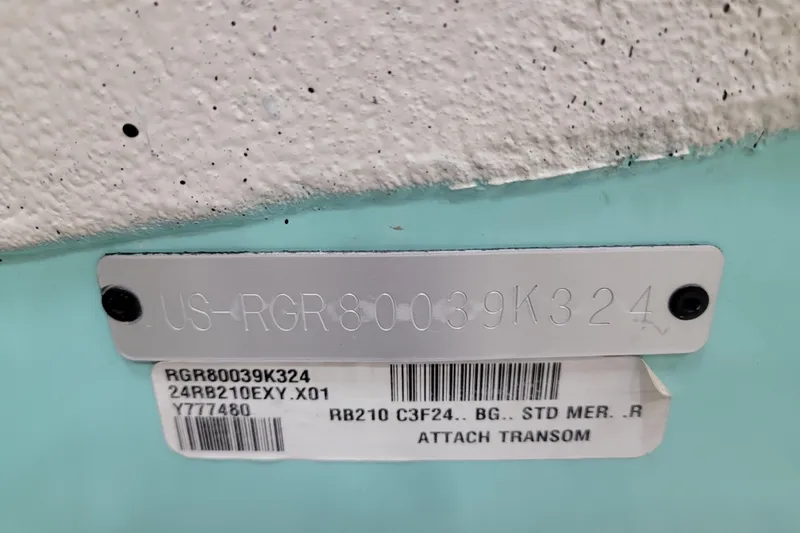 US-RGR80039K324
RGR80039K324
24RB210EXY.X01
Y777480
RB210 C3F24.. BG.. STD MER. .R
ATTACH TRANSOM